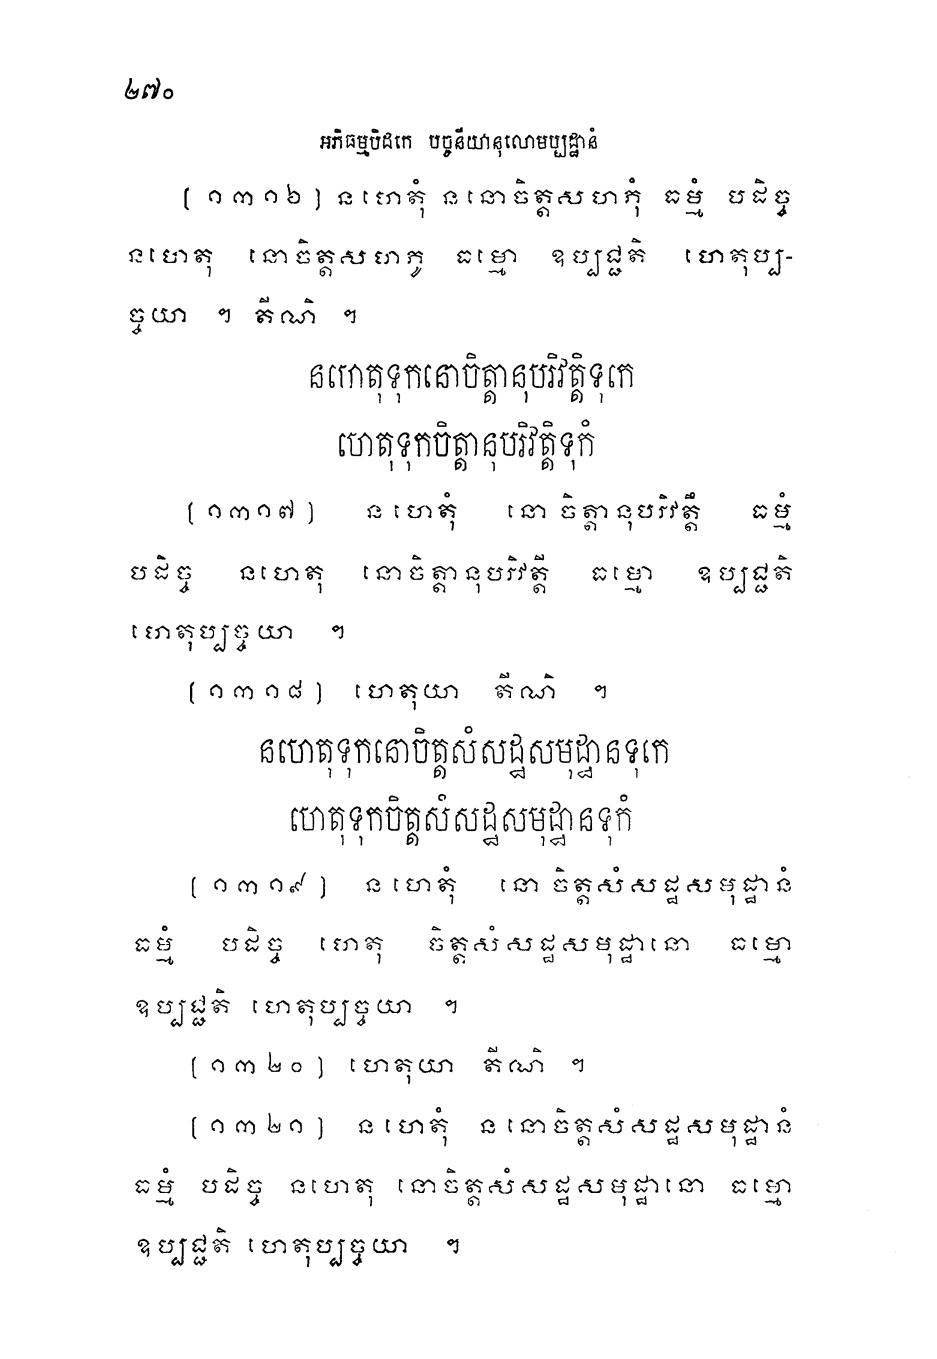 ២៧០
អភិធម្មបិដកេ បច្ចនីយានុលោមប្បដ្ឋានំ
(១៣១៦) នហេតុំ ននោចិត្តសហភុំ ធម្មំ បដិច្ច
នហេតុ នោចិត្តសហភូ ធម្មោ ឧប្បជ្ជតិ ហេតុប្ប-
ច្ចយា ។ តីណិ ។
នហេតុទុកនោចិត្តានុបរិវត្តិទុកេ
ហេតុទុកចិត្តានុបរិវត្តិទុកំ
(១៣១៧) នហេតុំ នោចិត្តានុបរិវត្តឹ ធម្មំ
បដិច្ច នហេតុ នោចិត្តានុបរិវត្តី ធម្មោ ឧប្បជ្ជតិ
ហេតុប្បច្ចយា ។
(១៣១៨) ហេតុយា តីណិ ។
នហេតុទុកនោចិត្តសំសដ្ឋសមុដ្ឋានទុកេ
ហេតុទុកចិត្តសំសដ្ឋសមុដ្ឋានទុកំ
(១៣១៩) នហេតុំ នោចិត្តសំសដ្ឋសមុដ្ឋានំ
ធម្មំ បដិច្ច ហេតុ ចិត្តសំសដ្ឋសមុដ្ឋានោ ធម្មោ
ឧប្បជ្ជតិ ហេតុប្បច្ចយា ។
(១៣២០) ហេតុយា តីណិ ។
(១៣២១) នហេតុំ ននោចិត្តសំសដ្ឋសមុដ្ឋានំ
ធម្មំ បដិច្ច នហេតុ នោចិត្តសំសដ្ឋសមុដ្ឋានោ ធម្មោ
ឧប្បជ្ជតិ ហេតុប្បច្ចយា ។